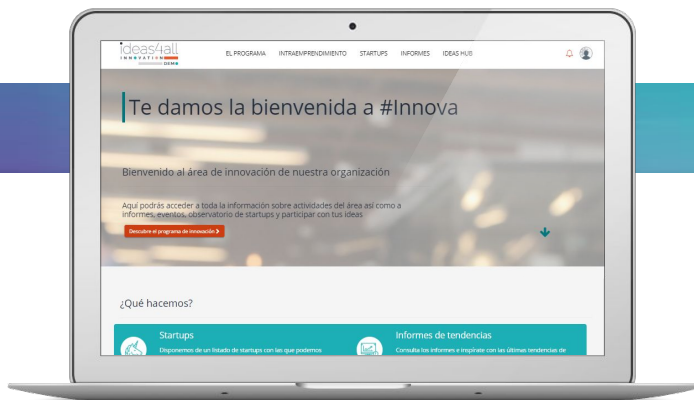 ideas4all
INNOVATION
DEMO
EL PROGRAMA INTRAEMPRENDIMIENTO STARTUPS INFORMES IDEAS HUB
Te damos la bienvenida a #Innova
Bienvenido al área de innovación de nuestra organización
Aquí podrás acceder a toda la información sobre actividades del área así como a
informes, eventos, observatorio de startups y participar con tus ideas
Descubre el programa de innovación
¿Qué hacemos?
Startups
Disponemos de un listado de startups con las que podemos
Informes de tendencias
Consulta los informes e inspírate con las últimas tendencias de